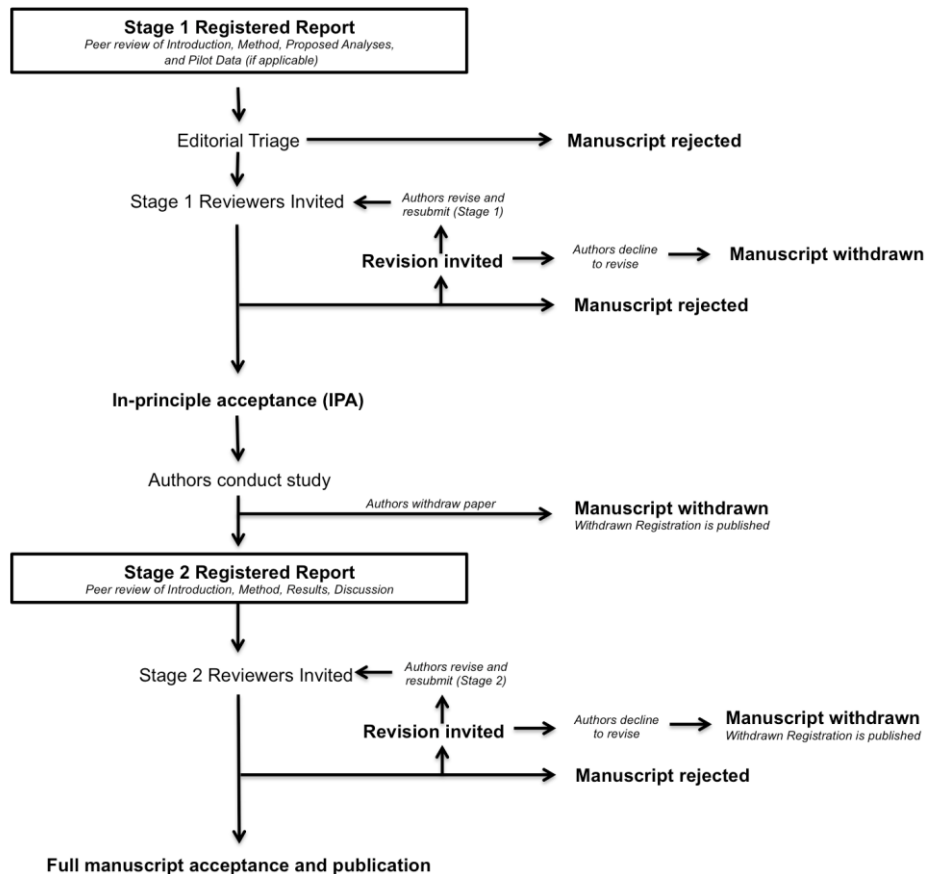 Stage 1 Registered Report
Peer review of Introduction, Method, Proposed Analyses,
and Pilot Data (if applicable)
Editorial Triage
Manuscript rejected
Stage 1 Reviewers Invited
Authors revise and
resubmit (Stage 1)
Revision invited
Authors decline
to revise
Manuscript withdrawn
Manuscript rejected
In-principle acceptance (IPA)
Authors conduct study
Authors withdraw paper
Manuscript withdrawn
Withdrawn Registration is published
Stage 2 Registered Report
Peer review of Introduction, Method, Results, Discussion
Stage 2 Reviewers Invited
Authors revise and
resubmit (Stage 2)
Revision invited
Authors decline
to revise
Manuscript withdrawn
Withdrawn Registration is published
Manuscript rejected
Full manuscript acceptance and publication